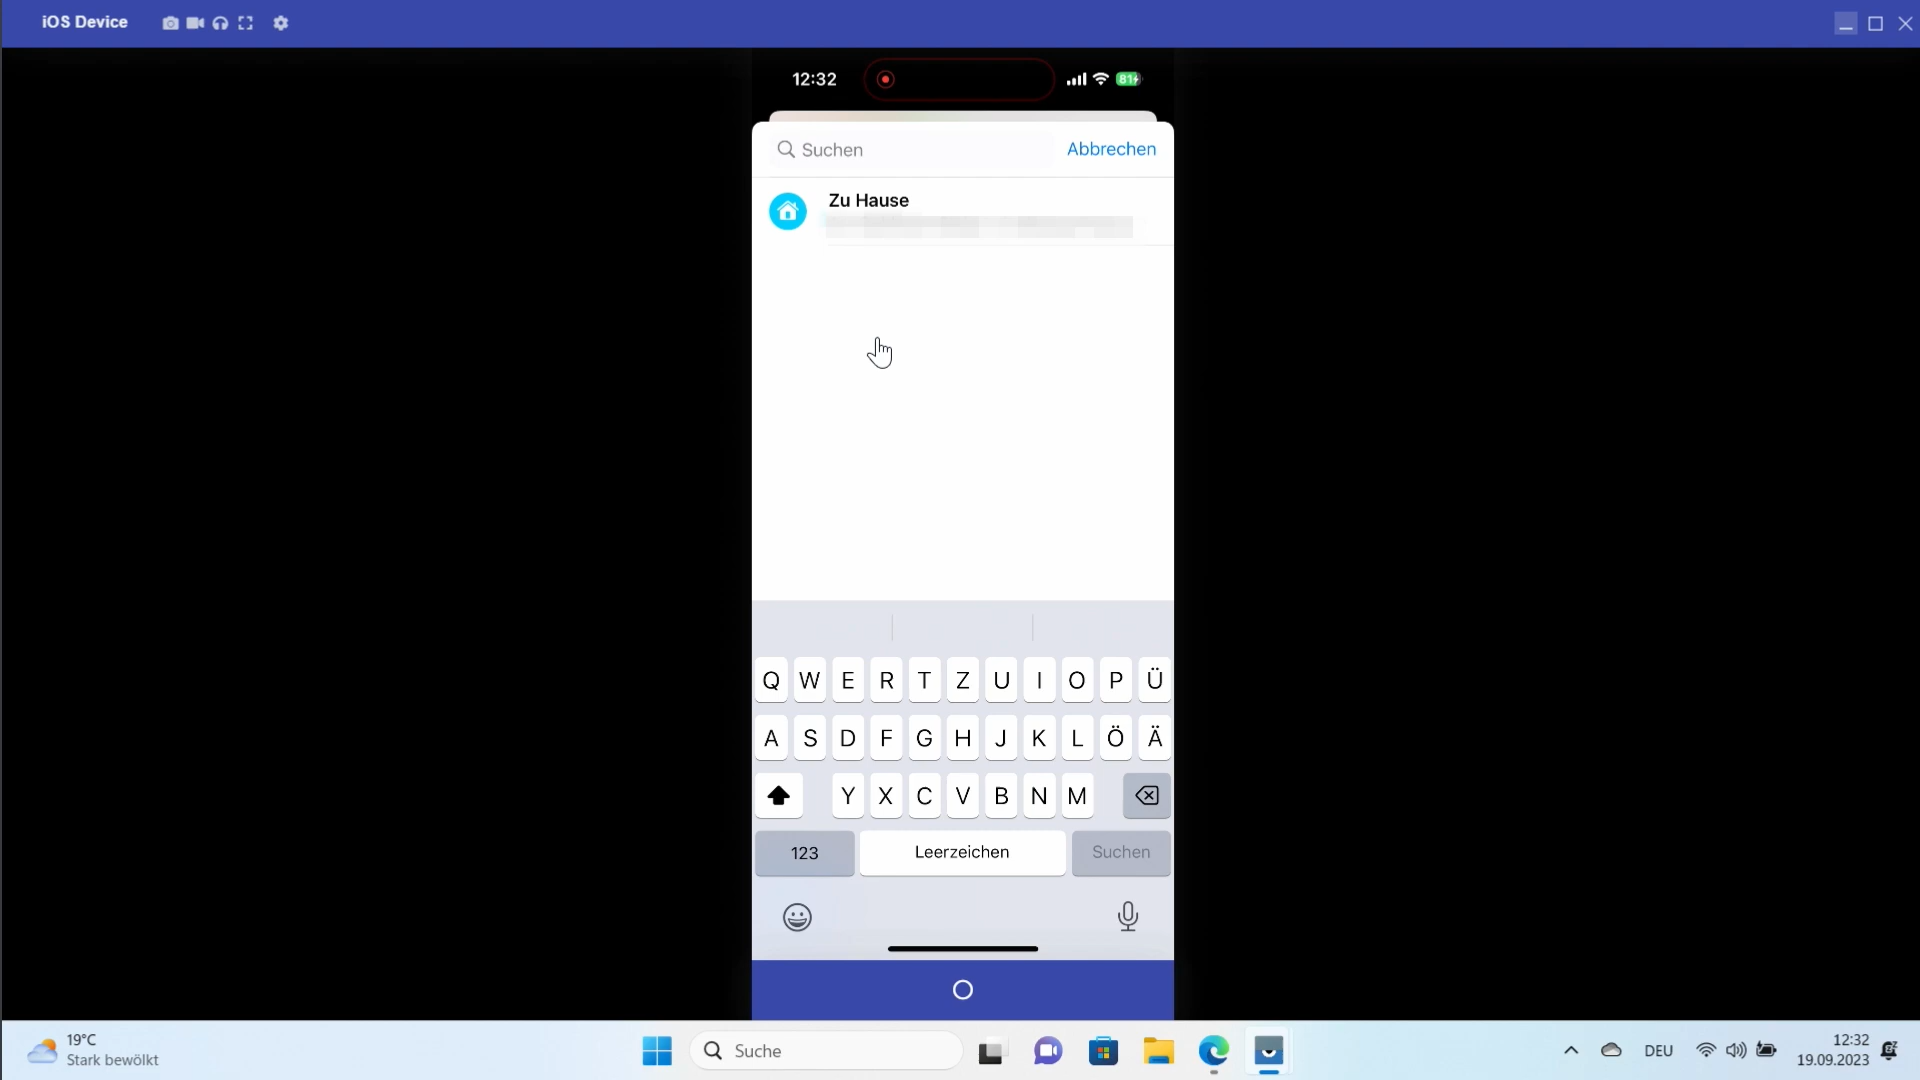 iOS Device
12:32
81
Suchen
Abbrechen
Zu Hause
Q W E R T Z U I O P Ü
A S D F G H J K L Ö Ä
Y X C V B N M
123
Leerzeichen
Suchen
19°C
Stark bewölkt
Suche
DEU
12:32
19.09.2023